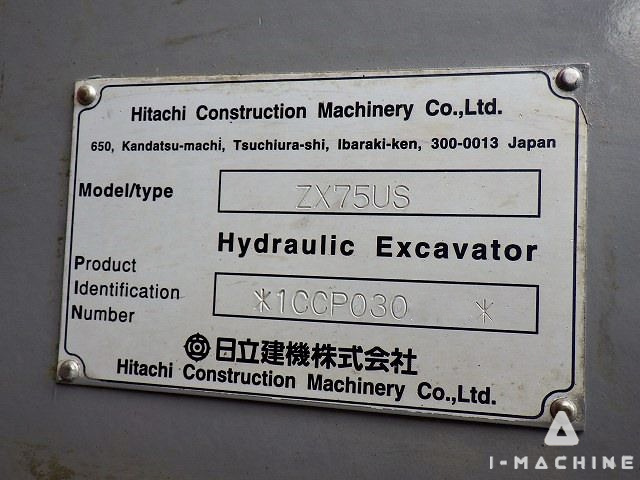 Hitachi Construction Machinery Co.,Ltd.
650, Kandatsu-machi, Tsuchiura-shi, Ibaraki-ken, 300-0013 Japan
Model/type ZX75US
Hydraulic Excavator
Product
Identification
Number
*1CCP030 *
日立建機株式会社
Hitachi Construction Machinery Co.,Ltd.
I-MACHINE